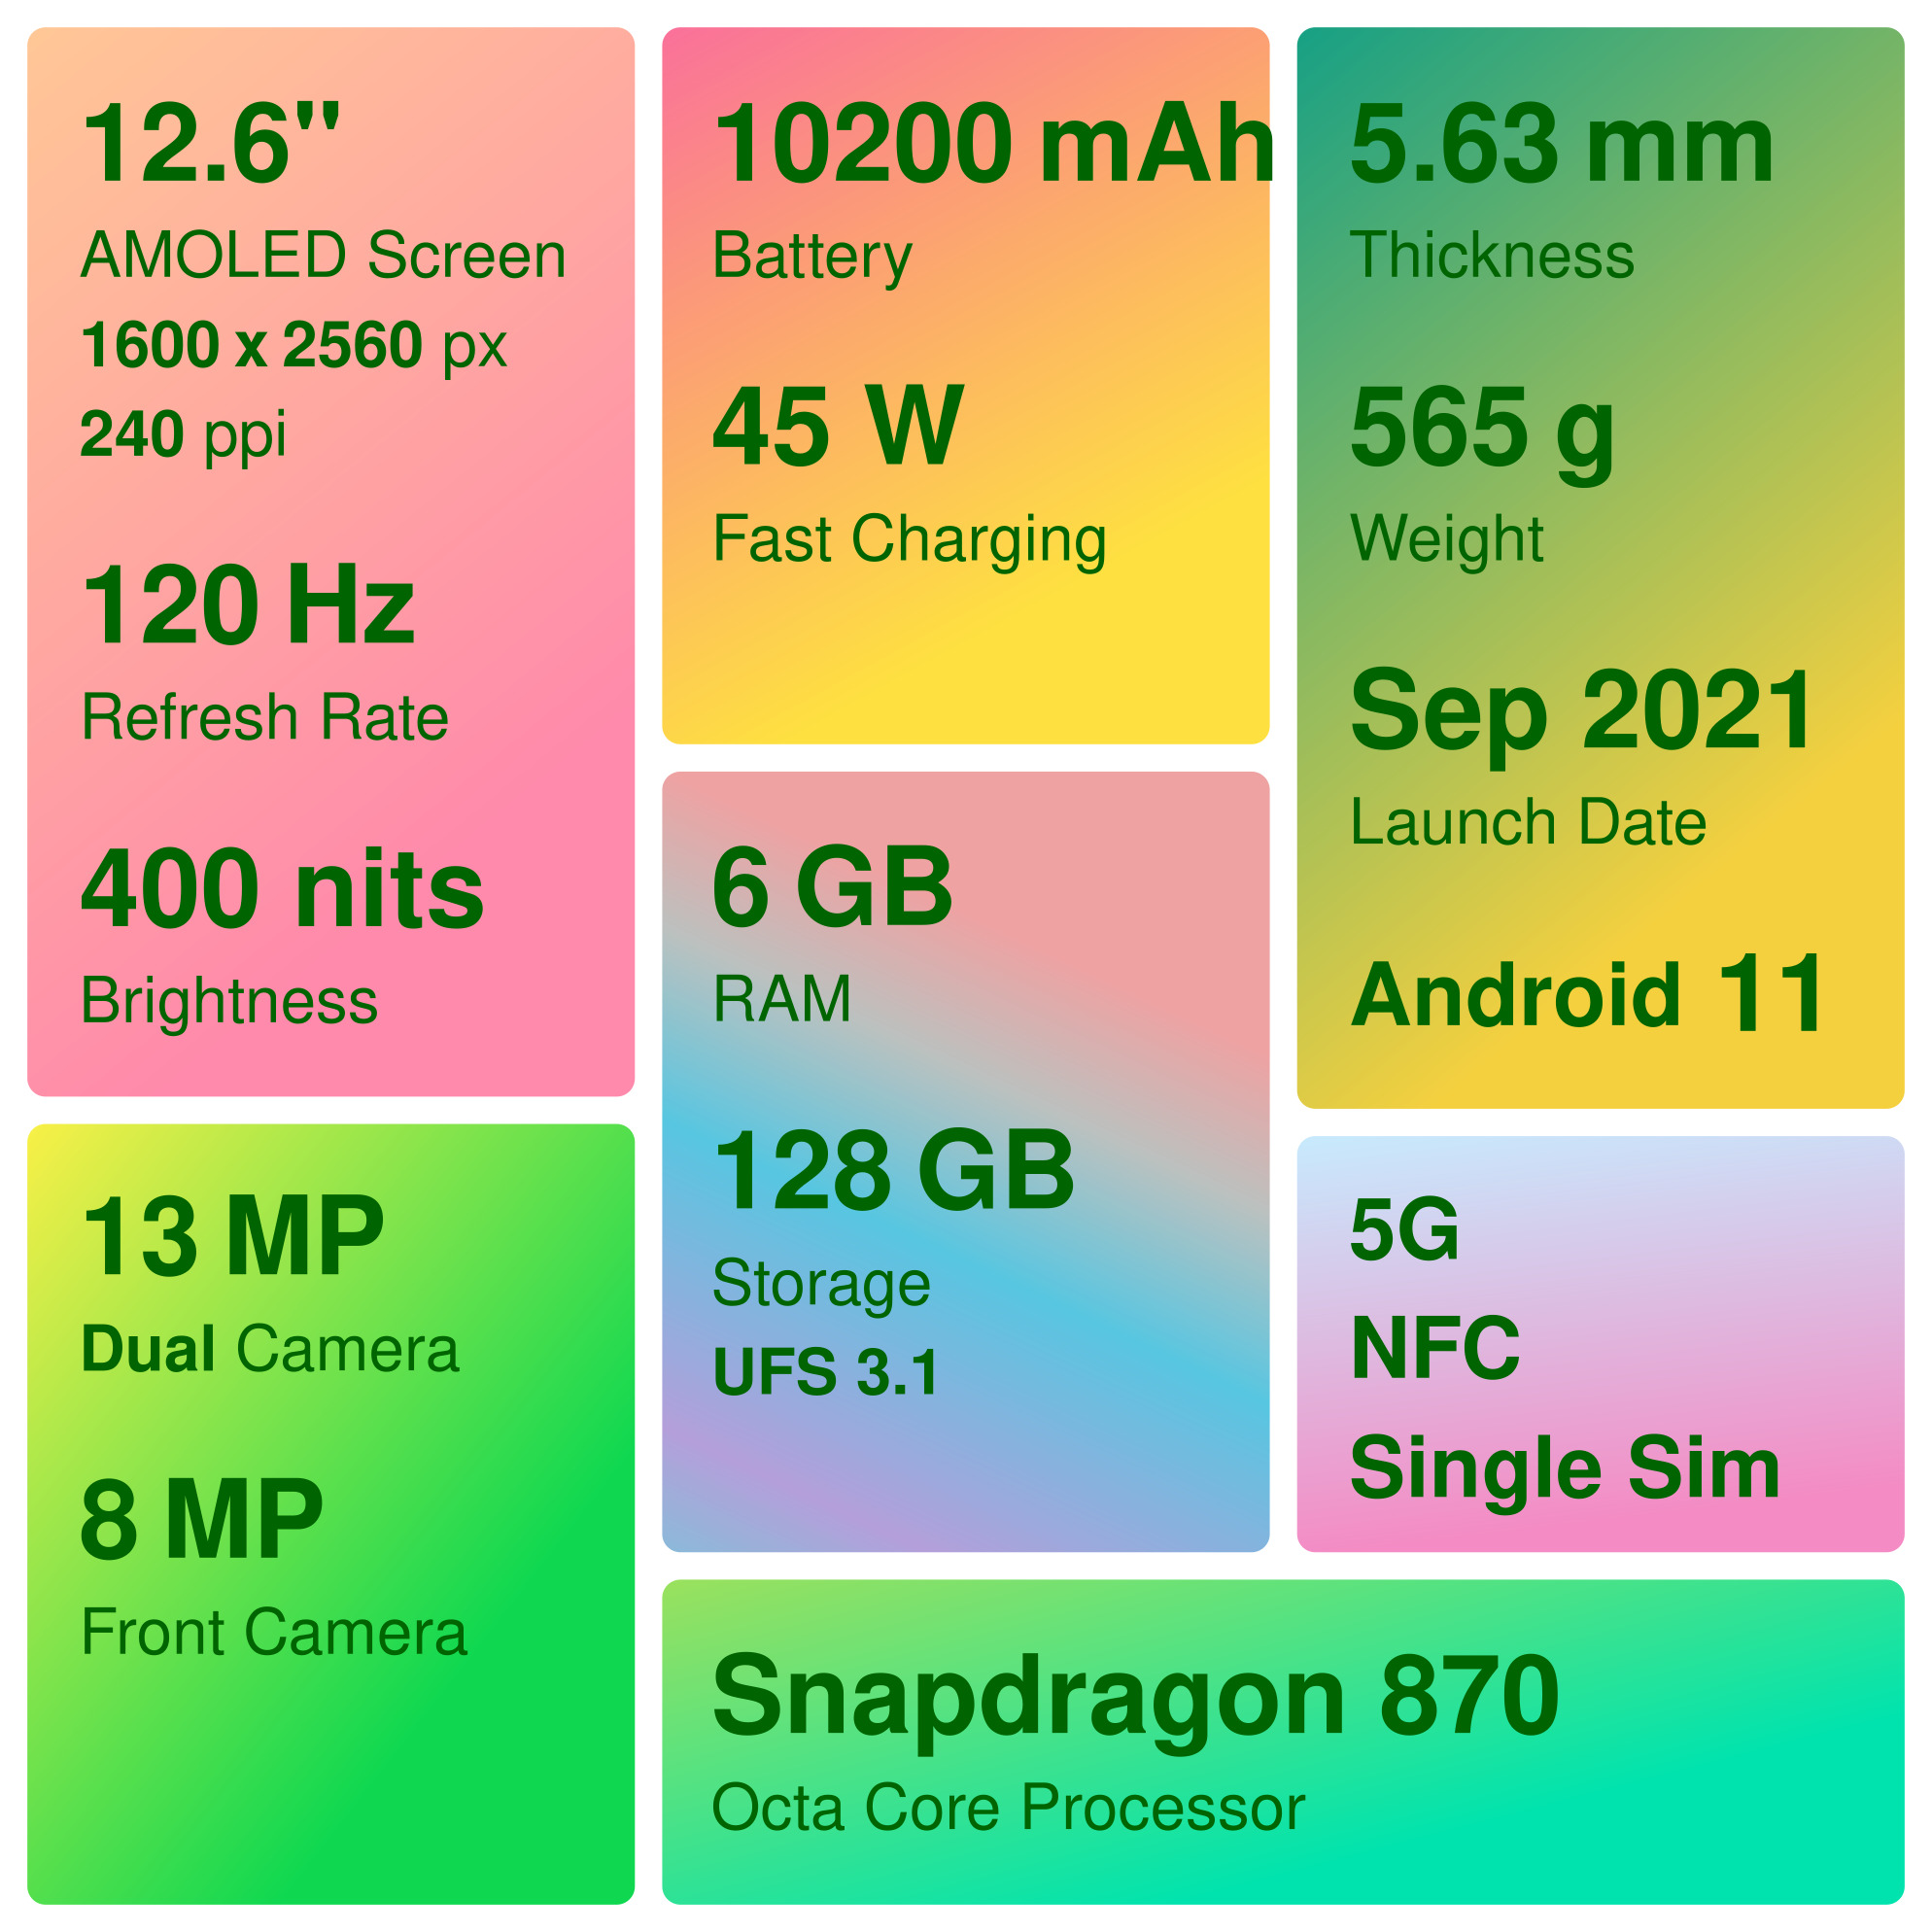 12.6"
AMOLED Screen
1600 x 2560 px
240 ppi
120 Hz
Refresh Rate
400 nits
Brightness
13 MP
Dual Camera
8 MP
Front Camera
10200 mAh
Battery
45 W
Fast Charging
6 GB
RAM
128 GB
Storage
UFS 3.1
5.63 mm
Thickness
565 g
Weight
Sep 2021
Launch Date
Android 11
5G
NFC
Single Sim
Snapdragon 870
Octa Core Processor